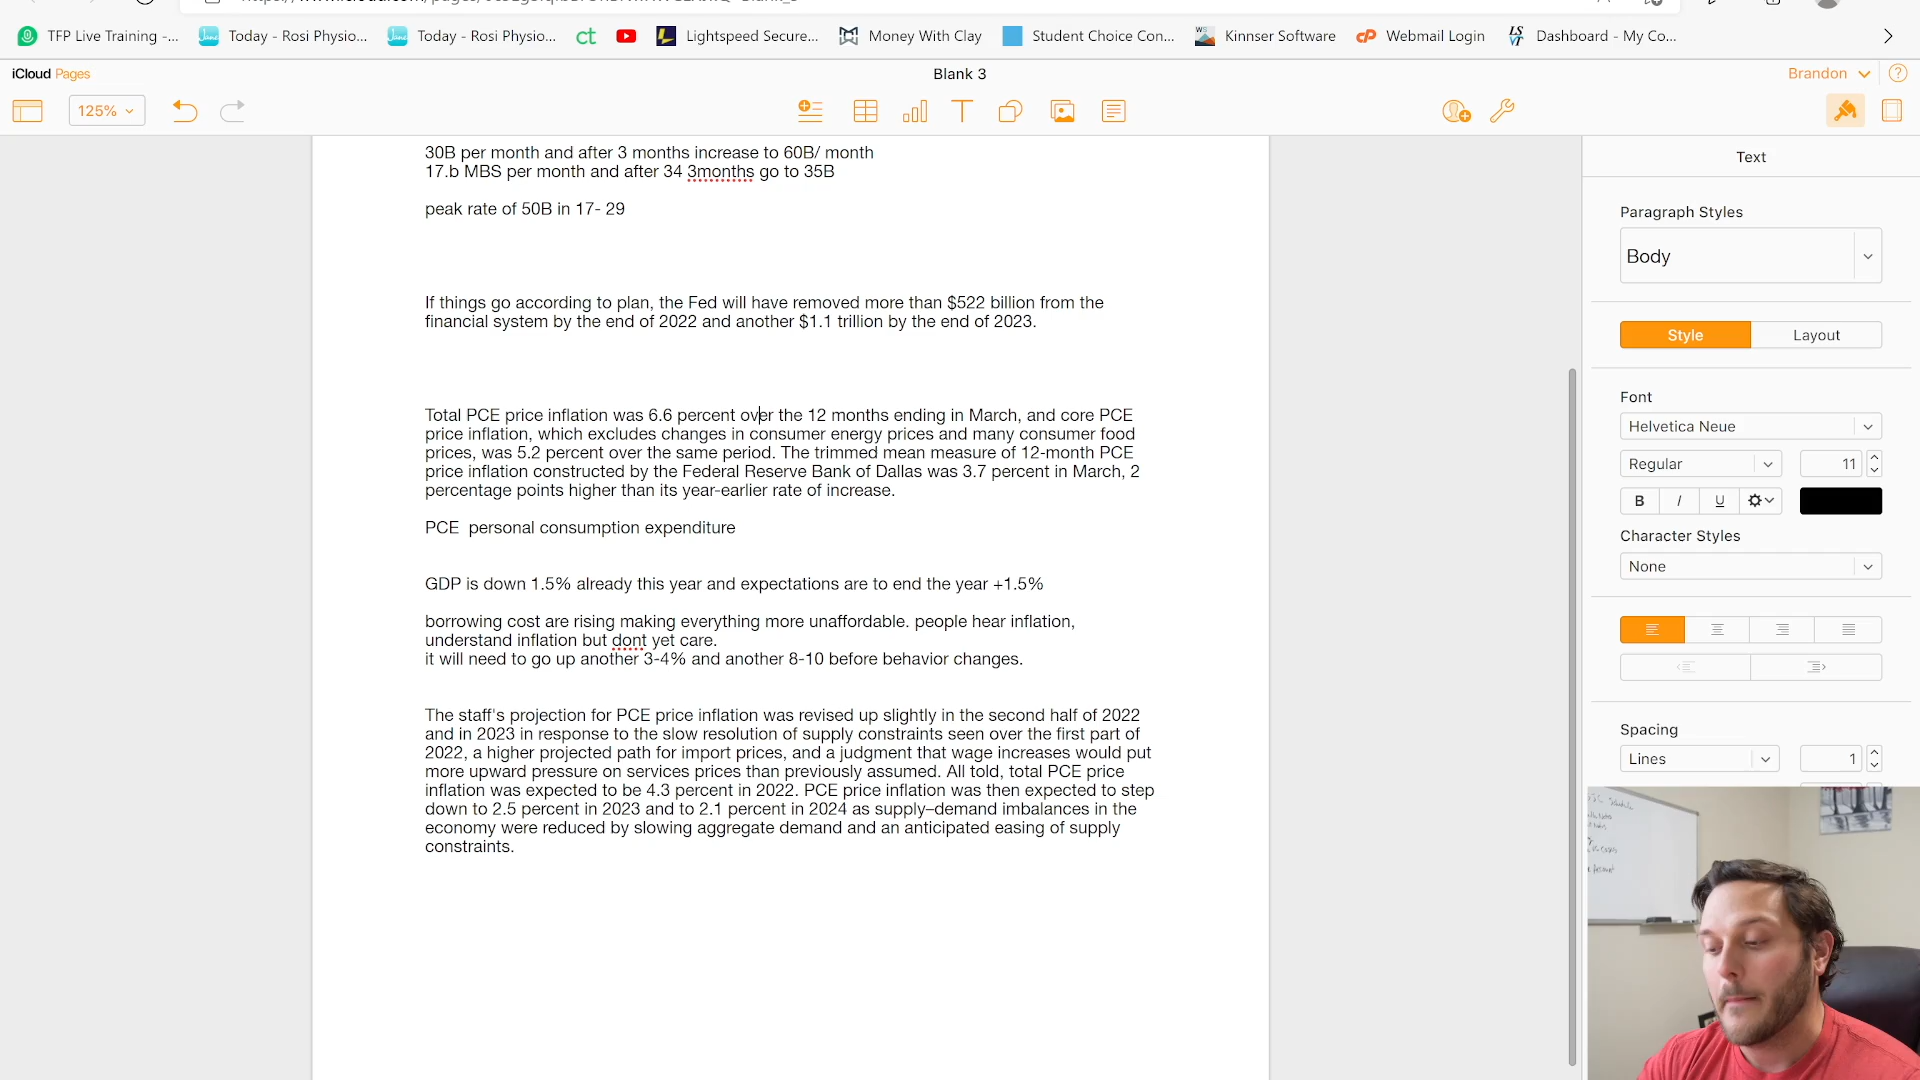 TFP Live Training -...
Today - Rosi Physio...
Today - Rosi Physio...
ct
Lightspeed Secure...
Money With Clay
Student Choice Con...
Kinnser Software
Webmail Login
Dashboard - My Co...
iCloud Pages
Blank 3
Brandon
125%
30B per month and after 3 months increase to 60B/ month
17.b MBS per month and after 34 3months go to 35B
peak rate of 50B in 17- 29
If things go according to plan, the Fed will have removed more than $522 billion from the
financial system by the end of 2022 and another $1.1 trillion by the end of 2023.
Total PCE price inflation was 6.6 percent over the 12 months ending in March, and core PCE
price inflation, which excludes changes in consumer energy prices and many consumer food
prices, was 5.2 percent over the same period. The trimmed mean measure of 12-month PCE
price inflation constructed by the Federal Reserve Bank of Dallas was 3.7 percent in March, 2
percentage points higher than its year-earlier rate of increase.
PCE  personal consumption expenditure
GDP is down 1.5% already this year and expectations are to end the year +1.5%
borrowing cost are rising making everything more unaffordable. people hear inflation,
understand inflation but dont yet care.
it will need to go up another 3-4% and another 8-10 before behavior changes.
The staff's projection for PCE price inflation was revised up slightly in the second half of 2022
and in 2023 in response to the slow resolution of supply constraints seen over the first part of
2022, a higher projected path for import prices, and a judgment that wage increases would put
more upward pressure on services prices than previously assumed. All told, total PCE price
inflation was expected to be 4.3 percent in 2022. PCE price inflation was then expected to step
down to 2.5 percent in 2023 and to 2.1 percent in 2024 as supply–demand imbalances in the
economy were reduced by slowing aggregate demand and an anticipated easing of supply
constraints.
Text
Paragraph Styles
Body
Style
Layout
Font
Helvetica Neue
Regular
11
B
I
U
Character Styles
None
Spacing
Lines
1